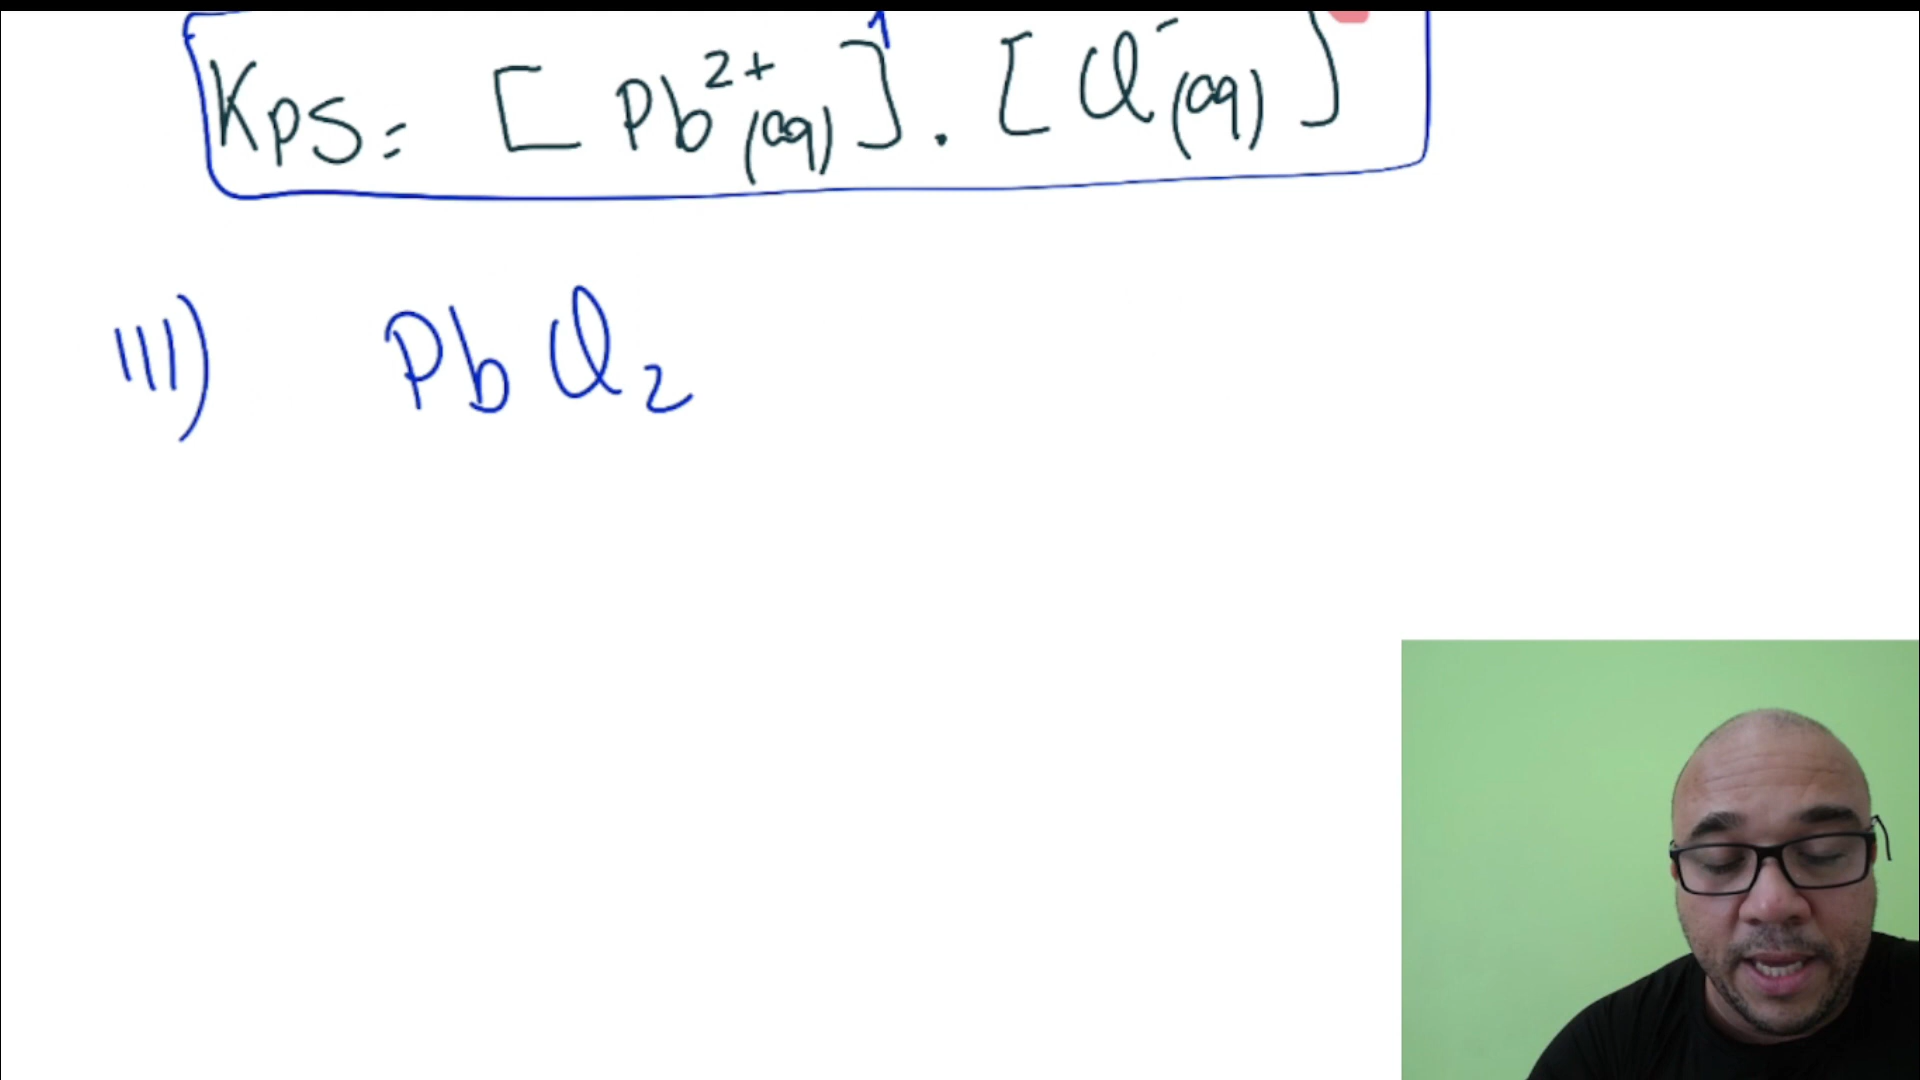 Kps = [Pb²⁺(aq)]¹ . [Cl⁻(aq)]
III) PbCl₂